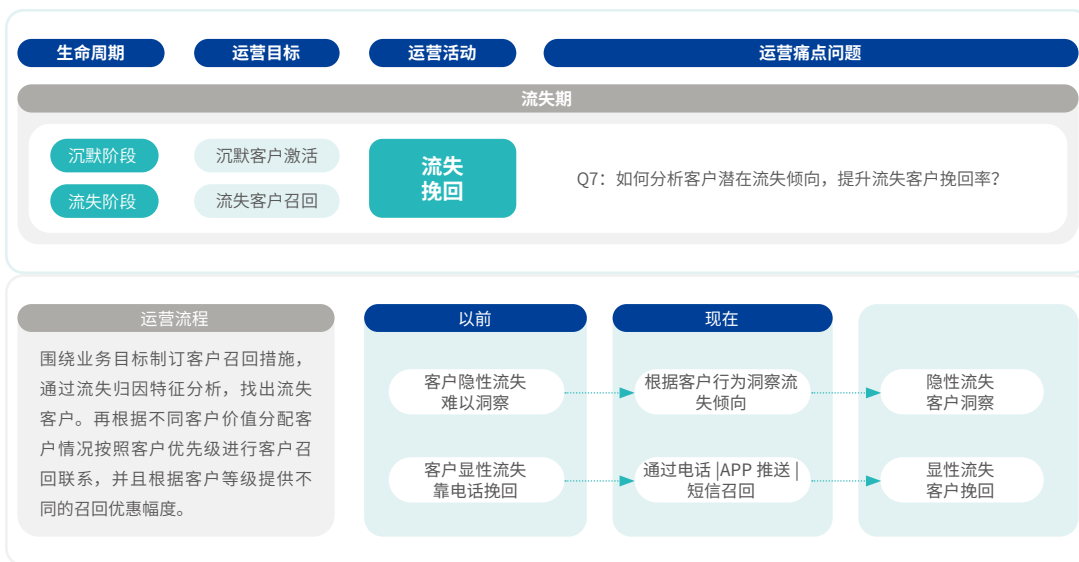 生命周期
运营目标
运营活动
运营痛点问题
流失期
沉默阶段
沉默客户激活
流失阶段
流失客户召回
流失
挽回
Q7：如何分析客户潜在流失倾向，提升流失客户挽回率？
运营流程
围绕业务目标制订客户召回措施，
通过流失归因特征分析，找出流失
客户。再根据不同客户价值分配客
户情况按照客户优先级进行客户召
回联系，并且根据客户等级提供不
同的召回优惠幅度。
以前
现在
客户隐性流失
难以洞察
根据客户行为洞察流
失倾向
隐性流失
客户洞察
客户显性流失
靠电话挽回
通过电话 |APP 推送 |
短信召回
显性流失
客户挽回